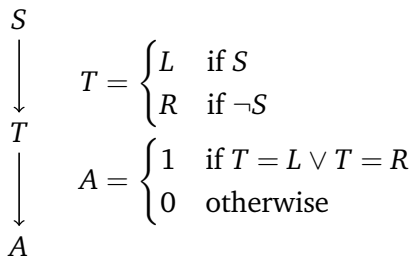 S
T = { L if S
R if ¬S
T
A = { 1 if T = L ∨ T = R
0 otherwise
A